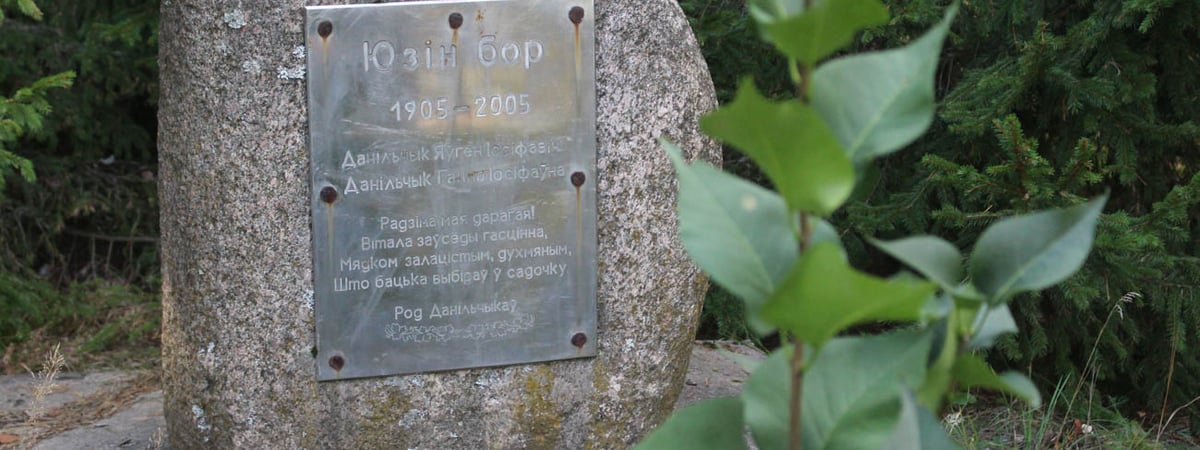 Юзін бор
1905–2005
Данільчык Яўген Іосіфавіч
Данільчык Ганна Іосіфаўна
Радзіма мая дарагая!
Вітала заўсёды гасцінна,
Мядком залацістым, духмяным,
Што бацька выбіраў ў садочку
Род Данільчыкаў